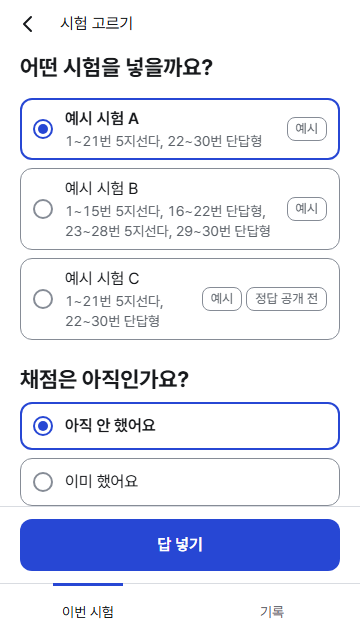 시험 고르기
어떤 시험을 넣을까요?
예시 시험 A
1~21번 5지선다, 22~30번 단답형
예시
예시 시험 B
1~15번 5지선다, 16~22번 단답형,
23~28번 5지선다, 29~30번 단답형
예시
예시 시험 C
1~21번 5지선다,
22~30번 단답형
예시
정답 공개 전
채점은 아직인가요?
아직 안 했어요
이미 했어요
답 넣기
이번 시험
기록